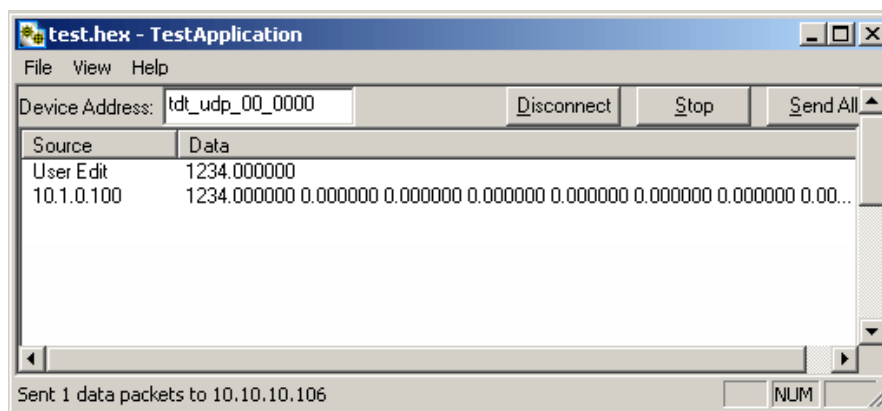 test.hex - TestApplication
File View Help
Device Address: tdt_udp_00_0000 Disconnect Stop Send All
Source Data
User Edit 1234.000000
10.1.0.100 1234.000000 0.000000 0.000000 0.000000 0.000000 0.000000 0.000000 0.00...
Sent 1 data packets to 10.10.10.106 NUM